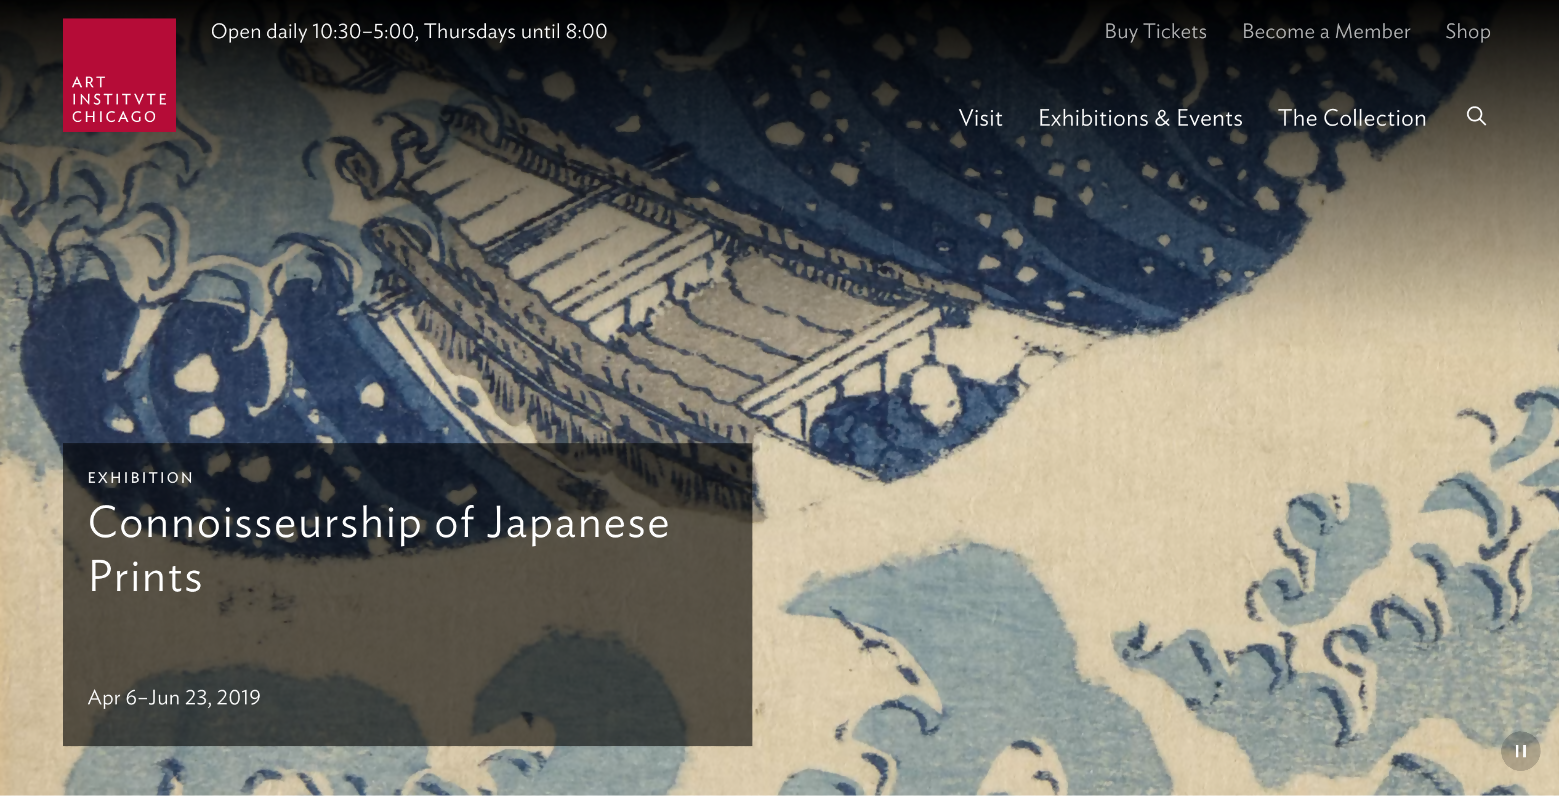 Open daily 10:30–5:00, Thursdays until 8:00
Buy Tickets
Become a Member
Shop
ART
INSTITVTE
CHICAGO
Visit
Exhibitions & Events
The Collection
EXHIBITION
Connoisseurship of Japanese
Prints
Apr 6–Jun 23, 2019